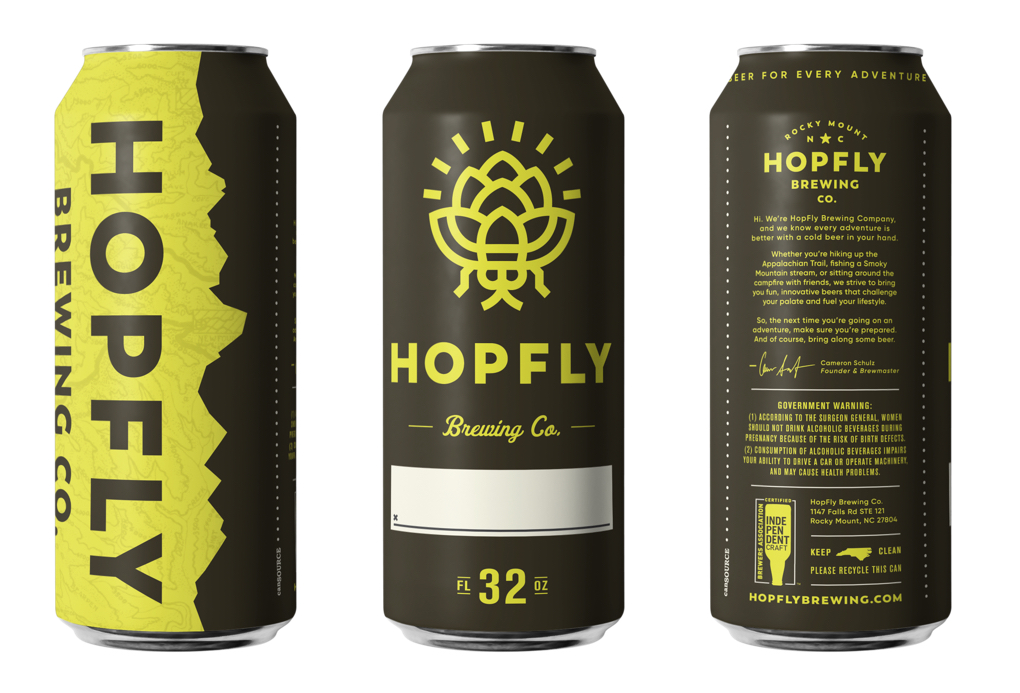 HOPFLY
BREWING CO.
canSOURCE
HOPFLY
Brewing Co.
x
FL 32 OZ
BEER FOR EVERY ADVENTURE
ROCKY MOUNT
N ★ C
HOPFLY
BREWING
CO.
Hi. We're HopFly Brewing Company,
and we know every adventure is
better with a cold beer in your hand.
Whether you're hiking up the
Appalachian Trail, fishing a Smoky
Mountain stream, or sitting around the
campfire with friends, we strive to bring
you fun, innovative beers that challenge
your palate and fuel your lifestyle.
So, the next time you're going on an
adventure, make sure you're prepared.
And of course, bring along some beer.
Cameron Schulz
Founder & Brewmaster
GOVERNMENT WARNING:
(1) ACCORDING TO THE SURGEON GENERAL, WOMEN
SHOULD NOT DRINK ALCOHOLIC BEVERAGES DURING
PREGNANCY BECAUSE OF THE RISK OF BIRTH DEFECTS.
(2) CONSUMPTION OF ALCOHOLIC BEVERAGES IMPAIRS
YOUR ABILITY TO DRIVE A CAR OR OPERATE MACHINERY,
AND MAY CAUSE HEALTH PROBLEMS.
CERTIFIED
BREWERS ASSOCIATION
INDE
PEN
DENT
CRAFT
HopFly Brewing Co.
1147 Falls Rd STE 121
Rocky Mount, NC 27804
KEEP CLEAN
PLEASE RECYCLE THIS CAN
HOPFLYBREWING.COM
canSOURCE